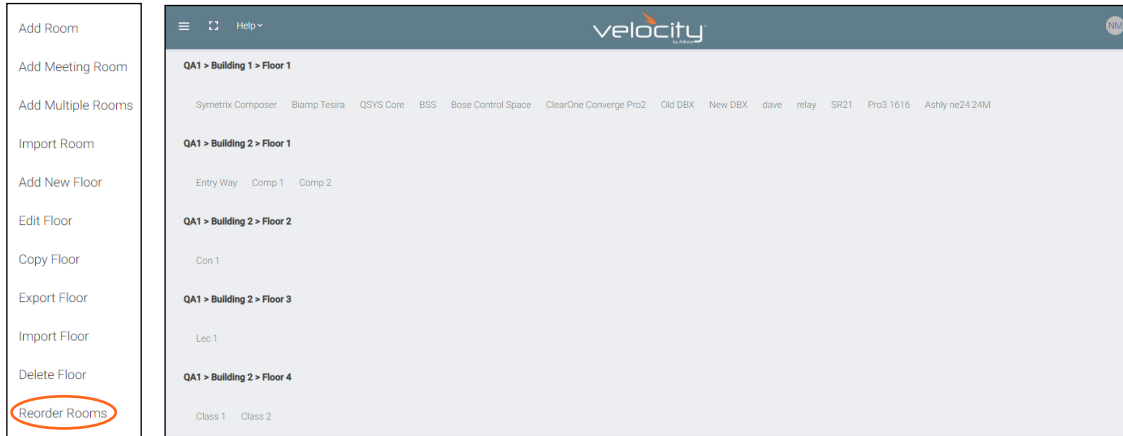 Add Room
Add Meeting Room
Add Multiple Rooms
Import Room
Add New Floor
Edit Floor
Copy Floor
Export Floor
Import Floor
Delete Floor
Reorder Rooms
Help
velocity
by Atlona
NM
QA1 > Building 1 > Floor 1
Symetrix Composer Biamp Tesira QSYS Core BSS Bose Control Space ClearOne Converge Pro2 Old DBX New DBX dave relay SR21 Pro3 1616 Ashly ne24.24M
QA1 > Building 2 > Floor 1
Entry Way Comp 1 Comp 2
QA1 > Building 2 > Floor 2
Con 1
QA1 > Building 2 > Floor 3
Lec 1
QA1 > Building 2 > Floor 4
Class 1 Class 2